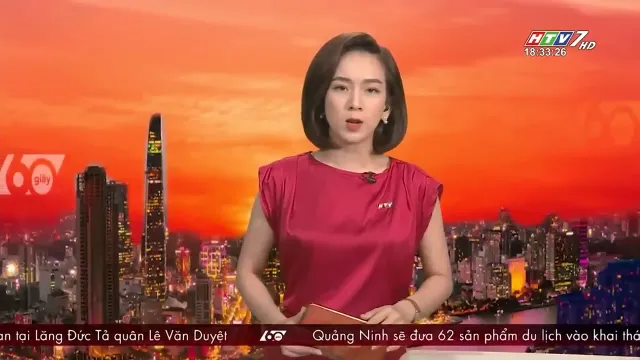 HTV7 HD
18:33:26
60 giây
HTV
an tại Lăng Đức Tả quân Lê Văn Duyệt 60 Quảng Ninh sẽ đưa 62 sản phẩm du lịch vào khai thá